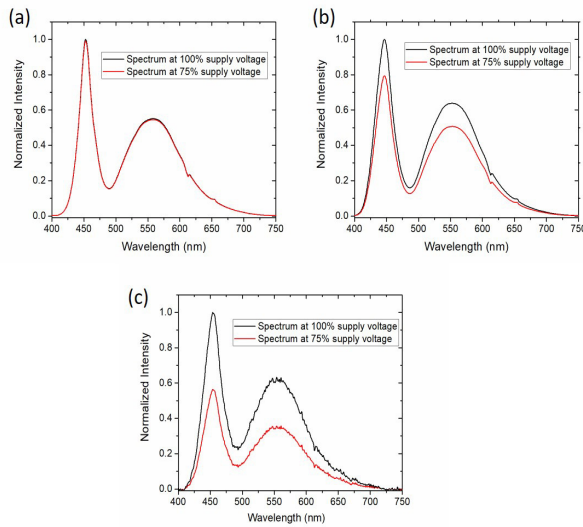 (a)
Spectrum at 100% supply voltage
Spectrum at 75% supply voltage
Normalized Intensity
1.0
0.8
0.6
0.4
0.2
0.0
400 450 500 550 600 650 700 750
Wavelength (nm)
(b)
Spectrum at 100% supply voltage
Spectrum at 75% supply voltage
Normalized Intensity
1.0
0.8
0.6
0.4
0.2
0.0
400 450 500 550 600 650 700 750
Wavelength (nm)
(c)
Spectrum at 100% supply voltage
Spectrum at 75% supply voltage
Normalized Intensity
1.0
0.8
0.6
0.4
0.2
0.0
400 450 500 550 600 650 700 750
Wavelength (nm)